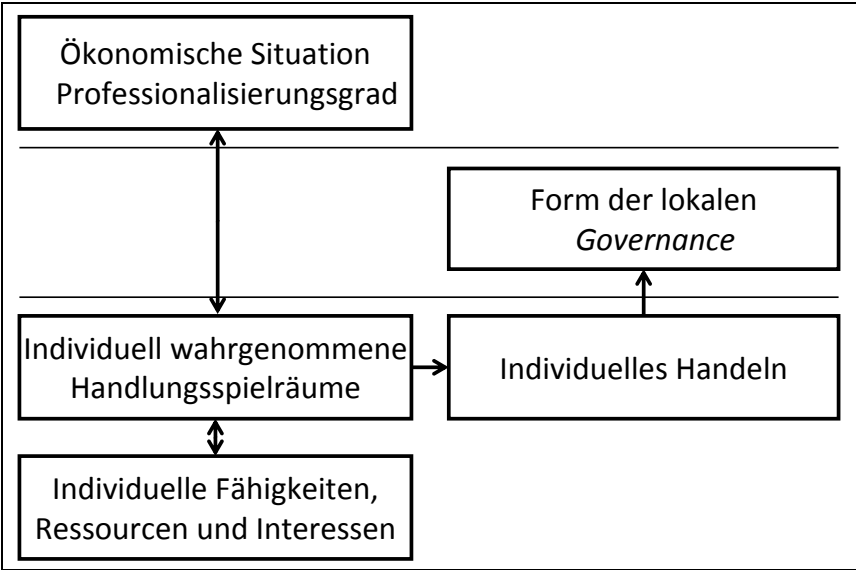 Ökonomische Situation
Professionalisierungsgrad
Form der lokalen
Governance
Individuell wahrgenommene
Handlungsspielräume
Individuelles Handeln
Individuelle Fähigkeiten,
Ressourcen und Interessen